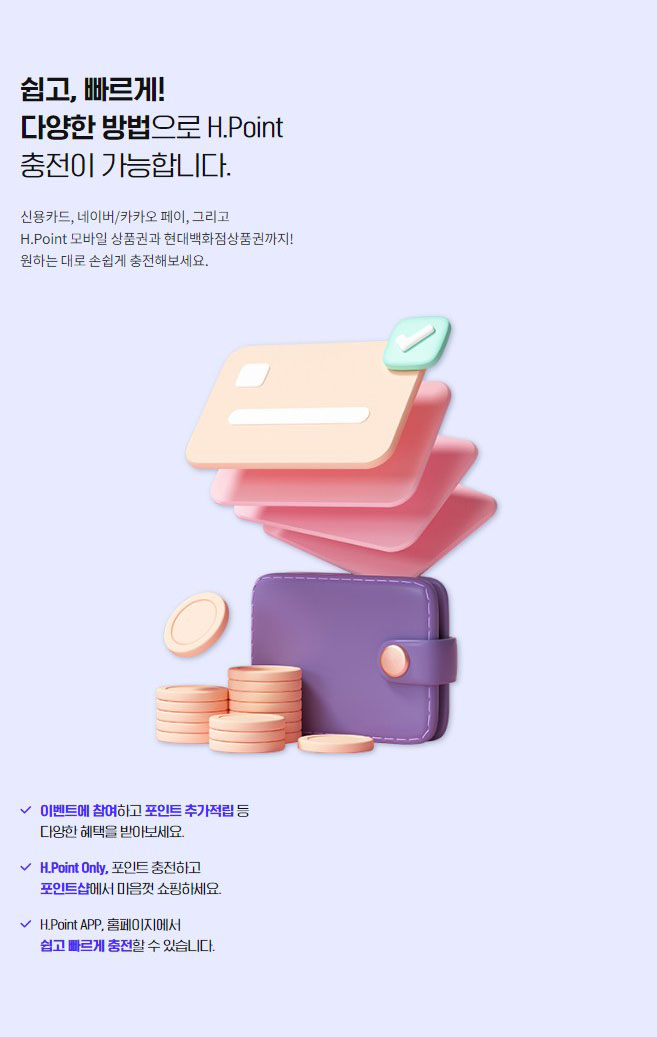 쉽고, 빠르게!
다양한 방법으로 H.Point
충전이 가능합니다.
신용카드, 네이버/카카오 페이, 그리고
H.Point 모바일 상품권과 현대백화점상품권까지!
원하는 대로 손쉽게 충전해보세요.
이벤트에 참여하고 포인트 추가적립 등
다양한 혜택을 받아보세요.
H.Point Only, 포인트 충전하고
포인트샵에서 마음껏 쇼핑하세요.
H.Point APP, 홈페이지에서
쉽고 빠르게 충전할 수 있습니다.